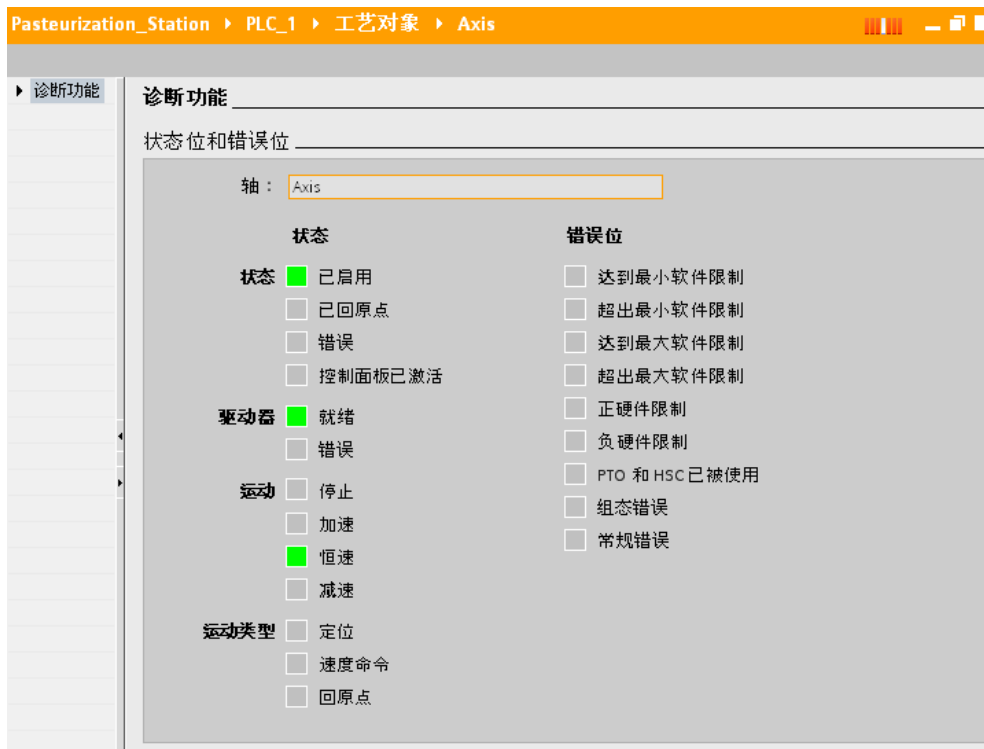 Pasteurization_Station ▸ PLC_1 ▸ 工艺对象 ▸ Axis
诊断功能
诊断功能
状态位和错误位
轴： Axis
状态 错误位
状态 已启用 达到最小软件限制
已回原点 超出最小软件限制
错误 达到最大软件限制
控制面板已激活 超出最大软件限制
驱动器 就绪 正硬件限制
错误 负硬件限制
PTO 和 HSC 已被使用
运动 停止 组态错误
加速 常规错误
恒速
减速
运动类型 定位
速度命令
回原点